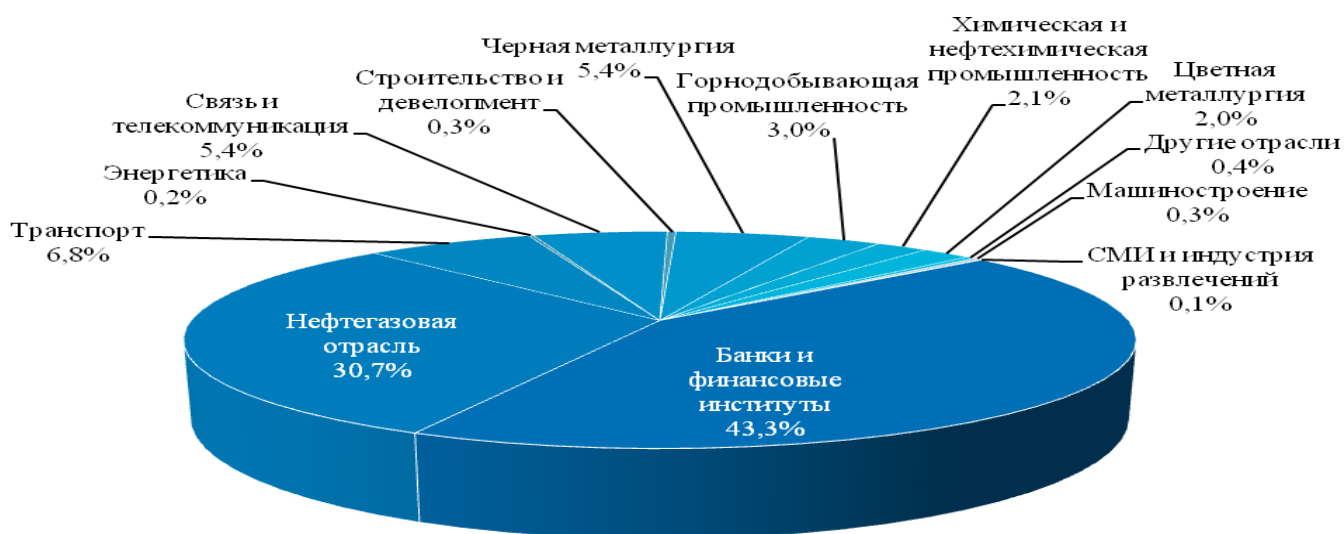 Черная металлургия
5,4%
Химическая и
нефтехимическая
промышленность
2,1%
Строительство и
девелопмент
0,3%
Горнодобывающая
промышленность
3,0%
Цветная
металлургия
2,0%
Связь и
телекоммуникация
5,4%
Другие отрасли
0,4%
Энергетика
0,2%
Машиностроение
0,3%
Транспорт
6,8%
СМИ и индустрия
развлечений
0,1%
Нефтегазовая
отрасль
30,7%
Банки и
финансовые
институты
43,3%